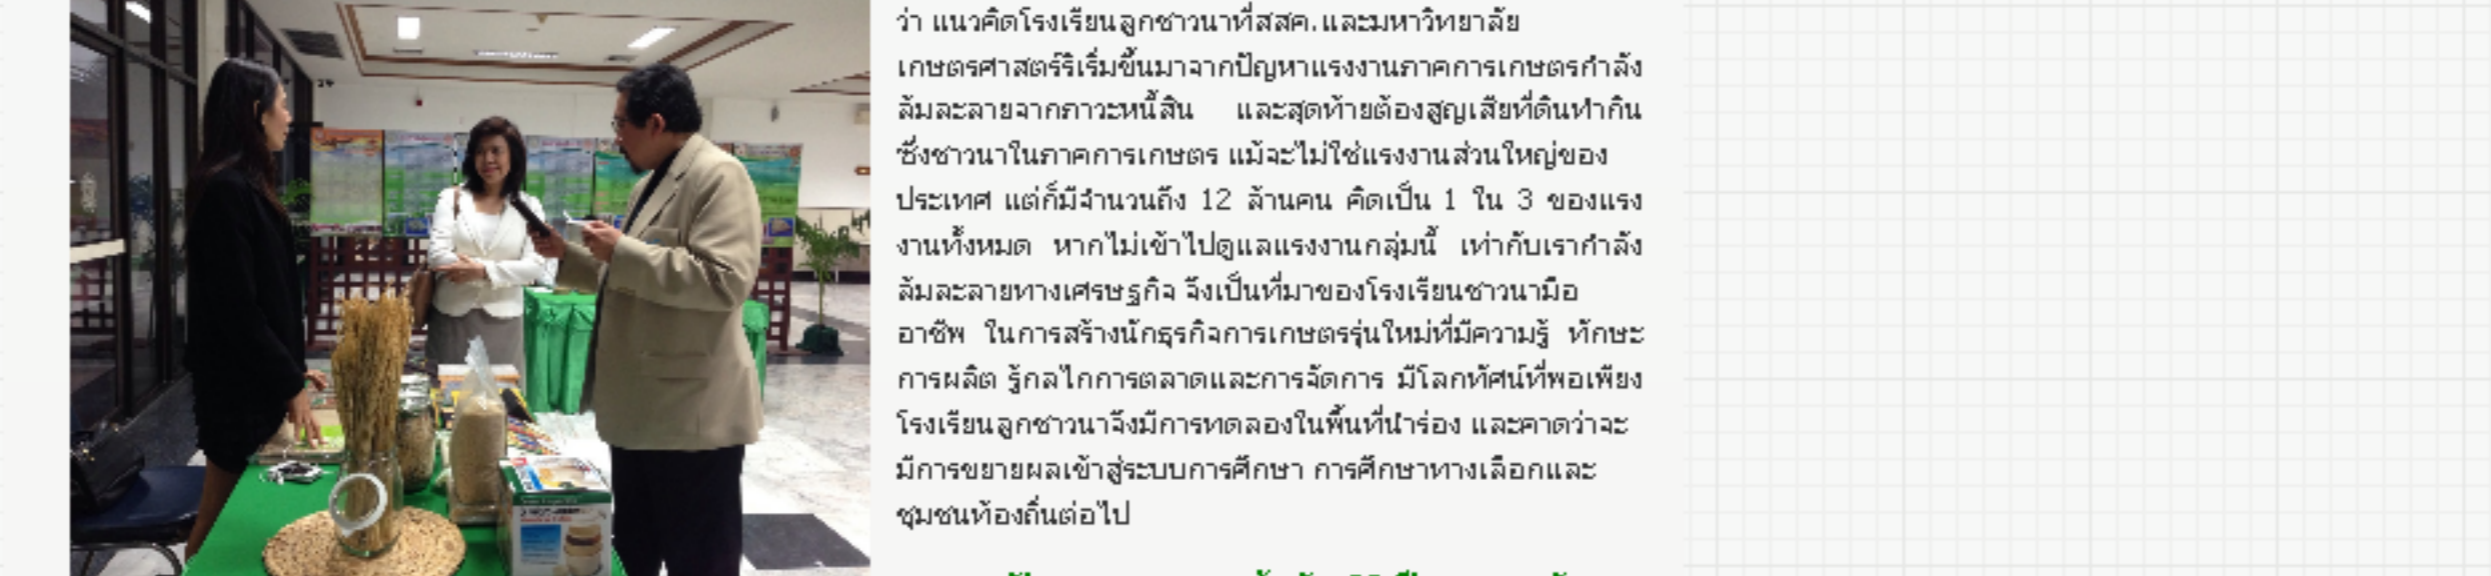 ว่า แนวคิดโรงเรียนลูกชาวนาที่สสค.และมหาวิทยาลัย
เกษตรศาสตร์ริเริ่มขึ้นมาจากปัญหาแรงงานภาคการเกษตรกำลัง
ล้มละลายจากภาวะหนี้สิน และสุดท้ายต้องสูญเสียที่ดินทำกิน
ซึ่งชาวนาในภาคการเกษตร แม้จะไม่ใช่แรงงานส่วนใหญ่ของ
ประเทศ แต่ก็มีจำนวนถึง 12 ล้านคน คิดเป็น 1 ใน 3 ของแรง
งานทั้งหมด หากไม่เข้าไปดูแลแรงงานกลุ่มนี้ เท่ากับเรากำลัง
ล้มละลายทางเศรษฐกิจ จึงเป็นที่มาของโรงเรียนชาวนามือ
อาชีพ ในการสร้างนักธุรกิจการเกษตรรุ่นใหม่ที่มีความรู้ ทักษะ
การผลิต รู้กลไกการตลาดและการจัดการ มีโลกทัศน์ที่พอเพียง
โรงเรียนลูกชาวนาจึงมีการทดลองในพื้นที่นำร่อง และคาดว่าจะ
มีการขยายผลเข้าสู่ระบบการศึกษา การศึกษาทางเลือกและ
ชุมชนท้องถิ่นต่อไป